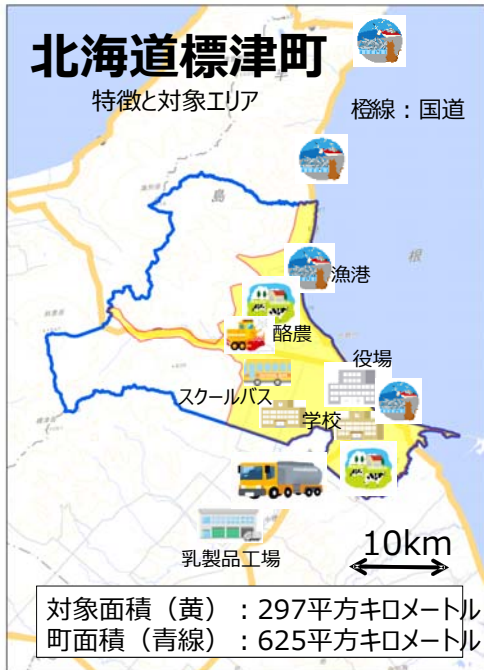 北海道標津町
特徴と対象エリア
橙線：国道
島
根
漁港
酪農
役場
スクールバス
学校
乳製品工場
10km
対象面積（黄）：297平方キロメートル
町面積（青線）：625平方キロメートル